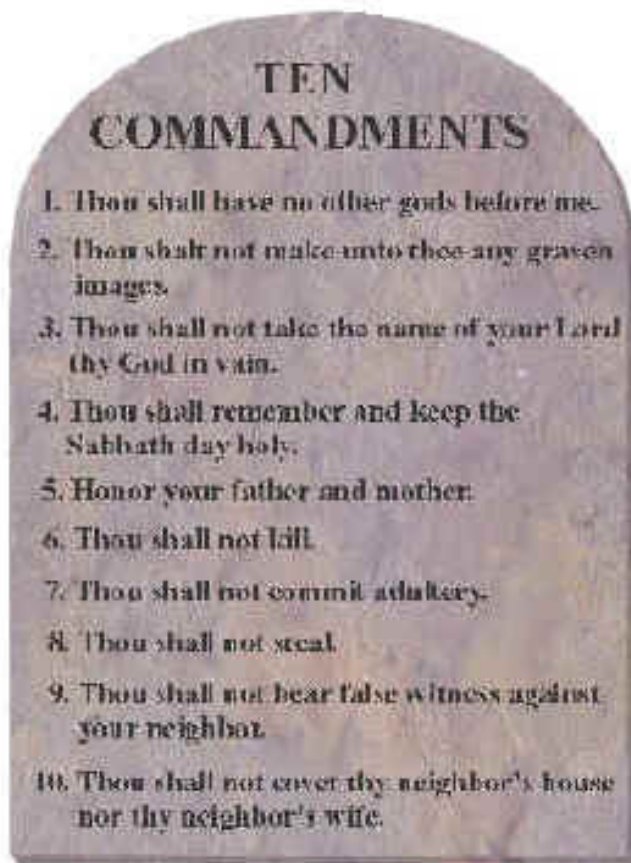 TEN
COMMANDMENTS
1. Thou shall have no other gods before me.
2. Thou shalt not make unto thee any graven
images.
3. Thou shall not take the name of your Lord
thy God in vain.
4. Thou shall remember and keep the
Sabbath day holy.
5. Honor your father and mother.
6. Thou shall not kill.
7. Thou shall not commit adultery.
8. Thou shall not steal.
9. Thou shall not bear false witness against
your neighbor.
10. Thou shall not covet thy neighbor's house
nor thy neighbor's wife.